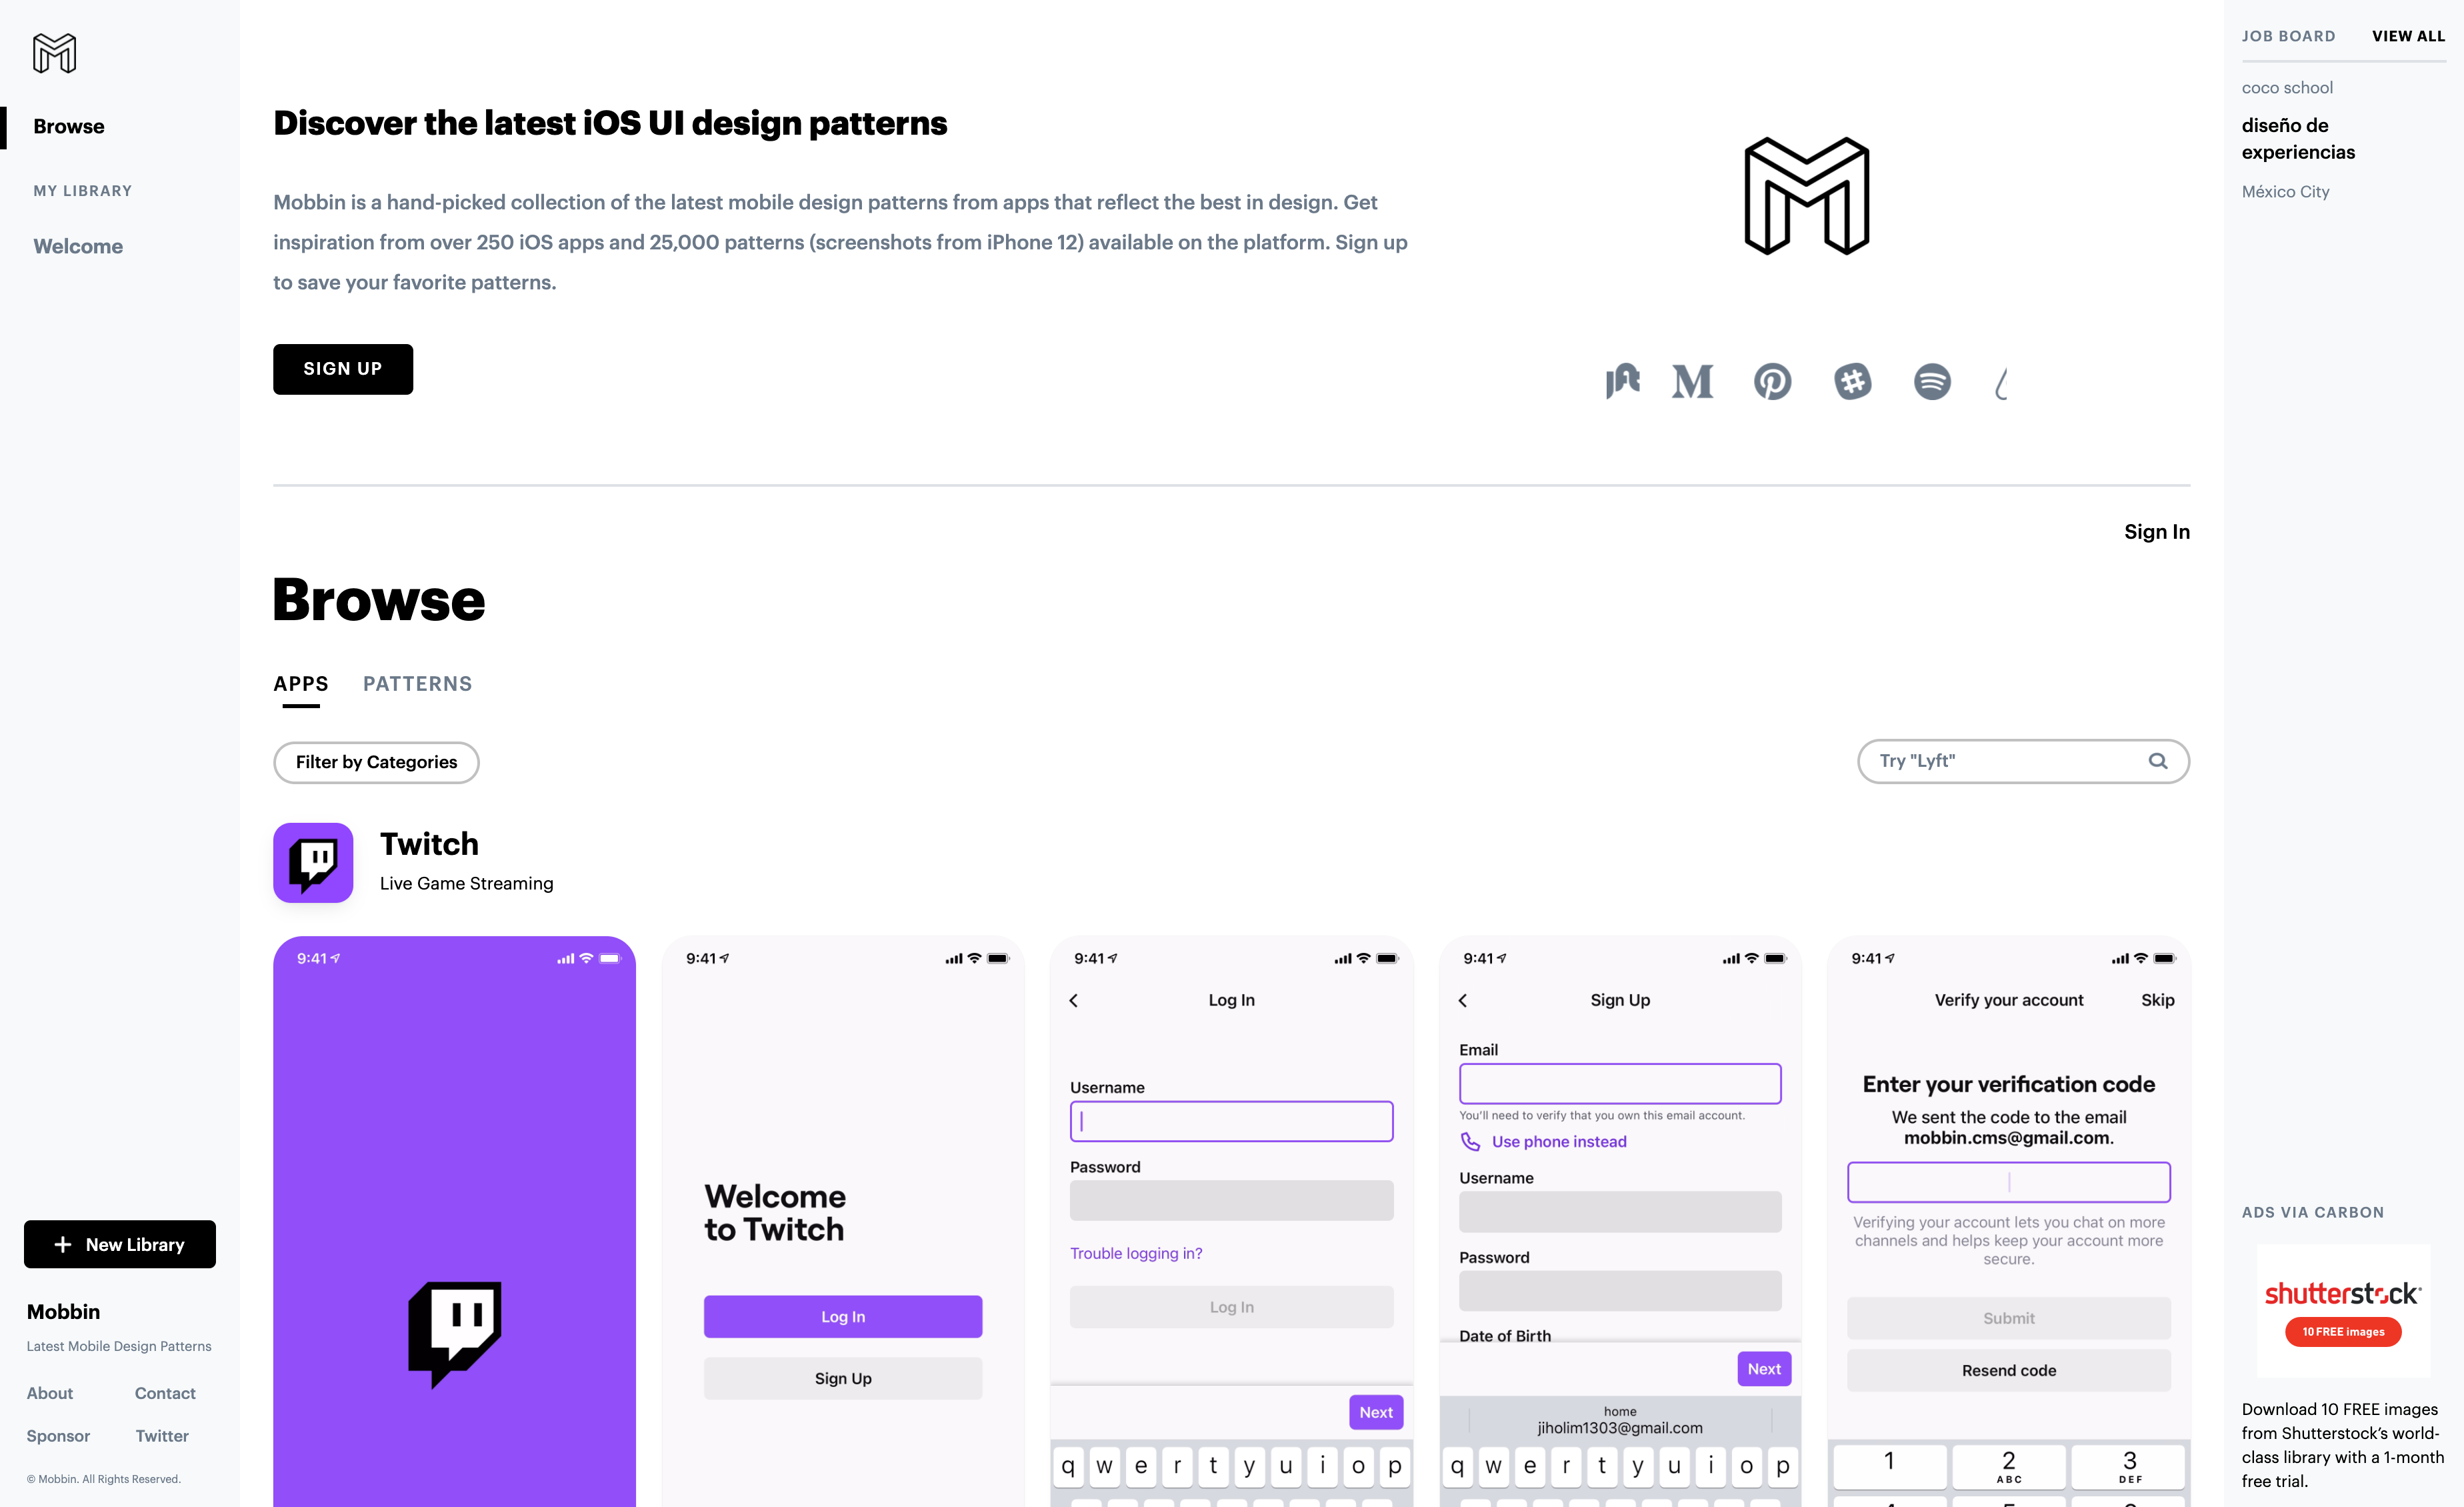 Browse
MY LIBRARY
Welcome
+ New Library
Mobbin
Latest Mobile Design Patterns
About
Contact
Sponsor
Twitter
© Mobbin. All Rights Reserved.
Discover the latest iOS UI design patterns
Mobbin is a hand-picked collection of the latest mobile design patterns from apps that reflect the best in design. Get
inspiration from over 250 iOS apps and 25,000 patterns (screenshots from iPhone 12) available on the platform. Sign up
to save your favorite patterns.
SIGN UP
Sign In
Browse
APPS
PATTERNS
Filter by Categories
Try "Lyft"
Twitch
Live Game Streaming
9:41
9:41
Welcome
to Twitch
Log In
Sign Up
9:41
Log In
Username
Password
Trouble logging in?
Log In
Next
q w e r t y u i o p
9:41
Sign Up
Email
You'll need to verify that you own this email account.
Use phone instead
Username
Password
Date of Birth
Next
home
jiholim1303@gmail.com
q w e r t y u i o p
9:41
Verify your account
Skip
Enter your verification code
We sent the code to the email
mobbin.cms@gmail.com.
Verifying your account lets you chat on more
channels and helps keep your account more
secure.
Submit
Resend code
1 2 3
ABC DEF
JOB BOARD
VIEW ALL
coco school
diseño de
experiencias
México City
ADS VIA CARBON
shutterstock
10 FREE images
Download 10 FREE images
from Shutterstock's world-
class library with a 1-month
free trial.